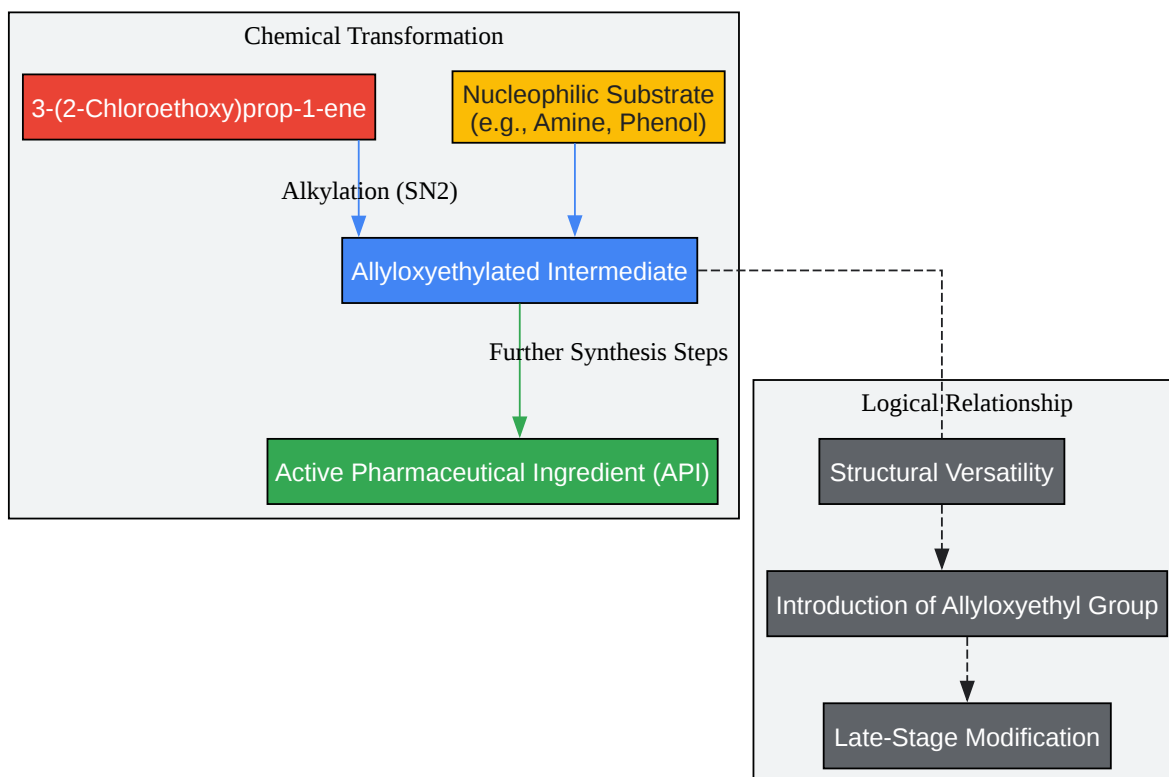 Chemical Transformation
3-(2-Chloroethoxy)prop-1-ene
Nucleophilic Substrate
(e.g., Amine, Phenol)
Alkylation (SN2)
Allyloxyethylated Intermediate
Further Synthesis Steps
Active Pharmaceutical Ingredient (API)
Logical Relationship
Structural Versatility
Introduction of Allyloxyethyl Group
Late-Stage Modification